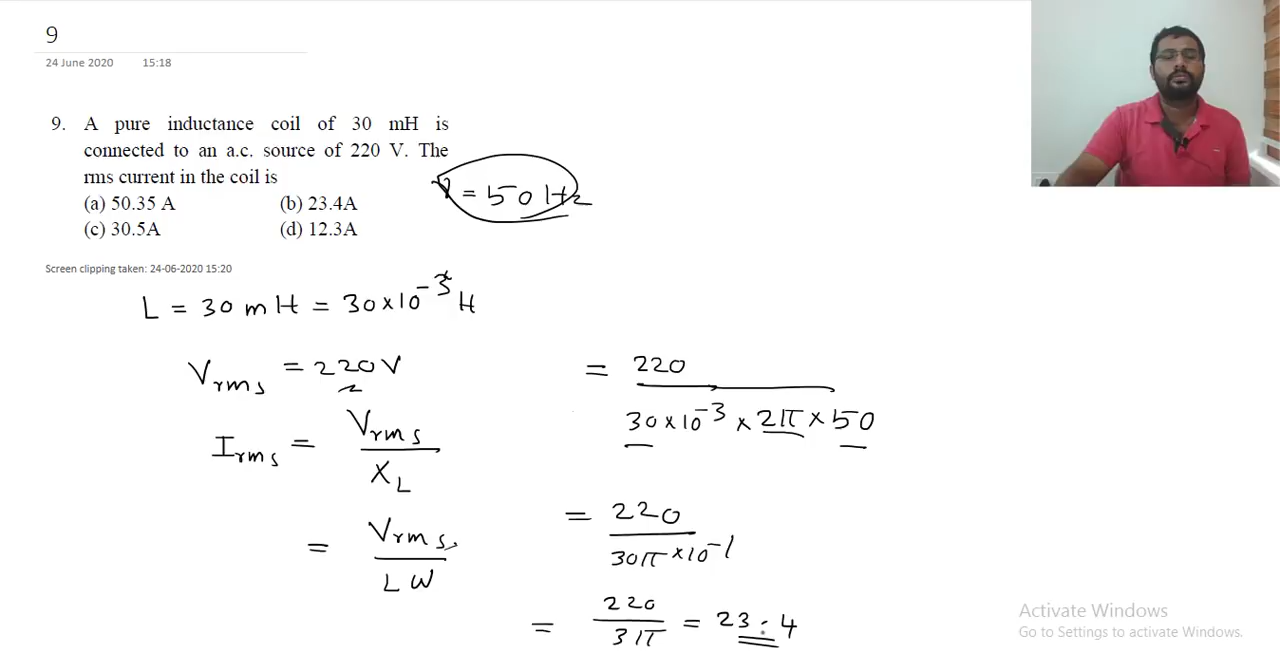 9
24 June 2020 15:18
9. A pure inductance coil of 30 mH is
connected to an a.c. source of 220 V. The
rms current in the coil is
(a) 50.35 A (b) 23.4A
(c) 30.5A (d) 12.3A
= 50 Hz
Screen clipping taken: 24-06-2020 15:20
L = 30 mH = 30×10⁻³ H
Vrms = 220V
Irms = Vrms / XL
= Vrms / LW
= 220 / 30×10⁻³ × 2π × 50
= 220 / 30π×10⁻¹
= 220 / 3π = 23.4
Activate Windows
Go to Settings to activate Windows.